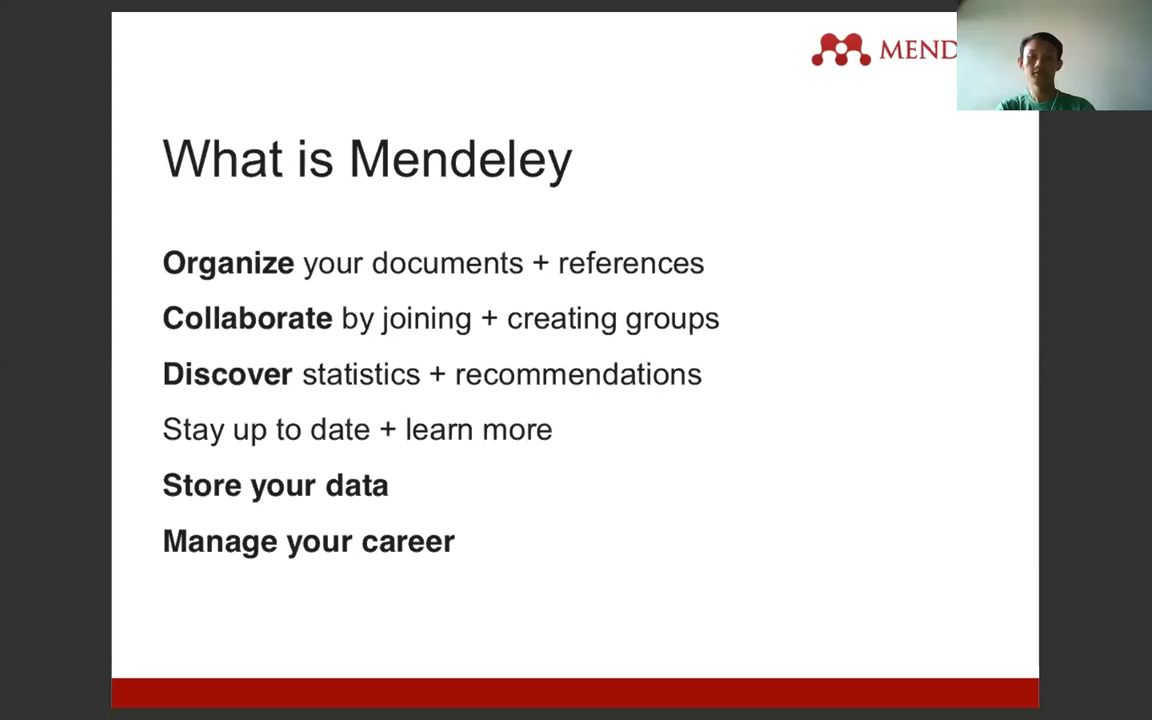 What is Mendeley
Organize your documents + references
Collaborate by joining + creating groups
Discover statistics + recommendations
Stay up to date + learn more
Store your data
Manage your career